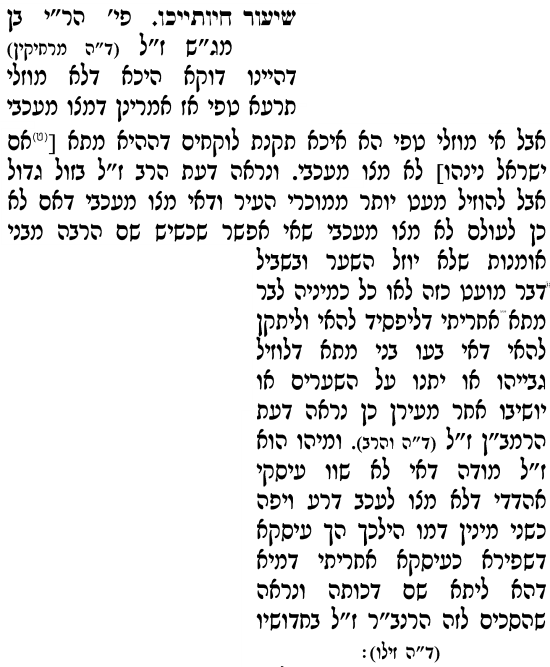 שיעור חיותייכו. פי' הר"י בן
מג"ש ז"ל (ד"ה מרחיקין)
דהיינו דוקא היכא דלא מוזלי
תרעא טפי אז אמרינן דמצו מעכבי
אבל אי מוזלי טפי הא איכא תקנת לוקחים דההיא מתא [אם
ישראל נינהו] לא מצו מעכבי. ונראה דעת הרב ז"ל בזול גדול
אבל להוזיל מעט יותר ממוכרי העיר ודאי מצו מעכבי דאם לא
כן לעולם לא מצו מעכבי שאי אפשר שכשיש שם הרבה מבני
אומנות שלא יוזל השער ובשביל
דבר מועט כזה לאו כל כמיניה לבר
מתא אחריתי דליפסיד להאי וליתקן
להאי דאי בעו בני מתא דלוזיל
גבייהו או יתנו על השערים או
יושיבו אחר מעירן כן נראה דעת
הרמב"ן ז"ל (ד"ה והרב). ומיהו הוא
ז"ל מודה דאי לא שוו עיסקי
אהדדי דלא מצו לעכב דרע ויפה
כשני מינין דמו הילכך הך עיסקא
דשפירא כעיסקא אחריתי דמיא
דהא ליתא שם דכותה ונראה
שהסכים לזה הרנב"ר ז"ל בחדושיו
(ד"ה זילו):